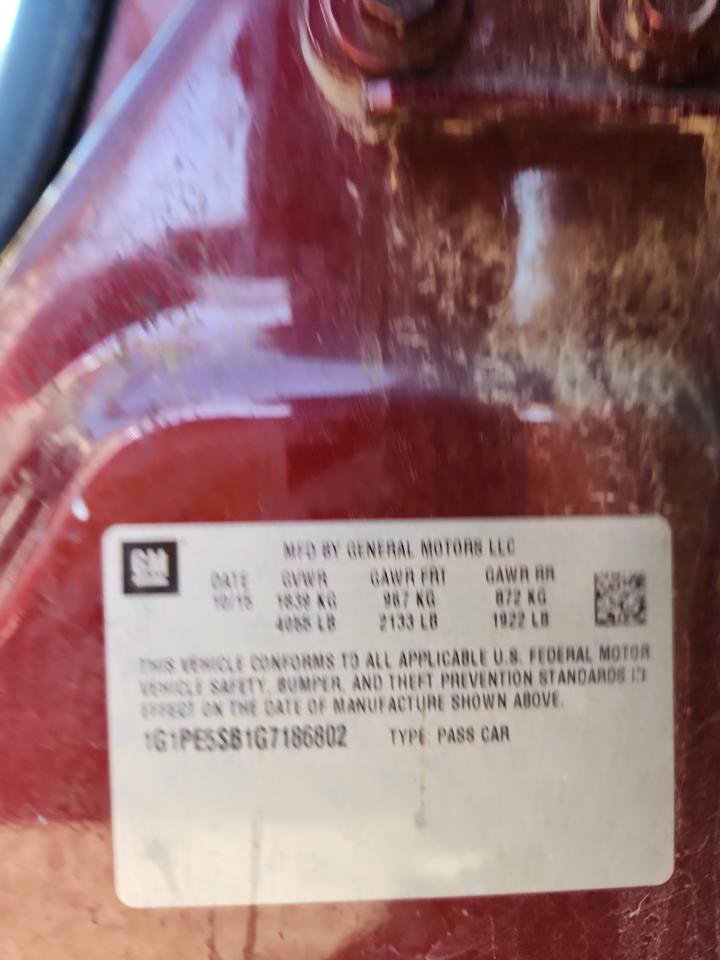 GM
MFD BY GENERAL MOTORS LLC
DATE GVWR GAWR FRT GAWR RR
10/15 1839 KG 967 KG 872 KG
4055 LB 2133 LB 1922 LB
THIS VEHICLE CONFORMS TO ALL APPLICABLE U.S. FEDERAL MOTOR
VEHICLE SAFETY, BUMPER, AND THEFT PREVENTION STANDARDS IN
EFFECT ON THE DATE OF MANUFACTURE SHOWN ABOVE.
1G1PE5SB1G7186802 TYPE: PASS CAR